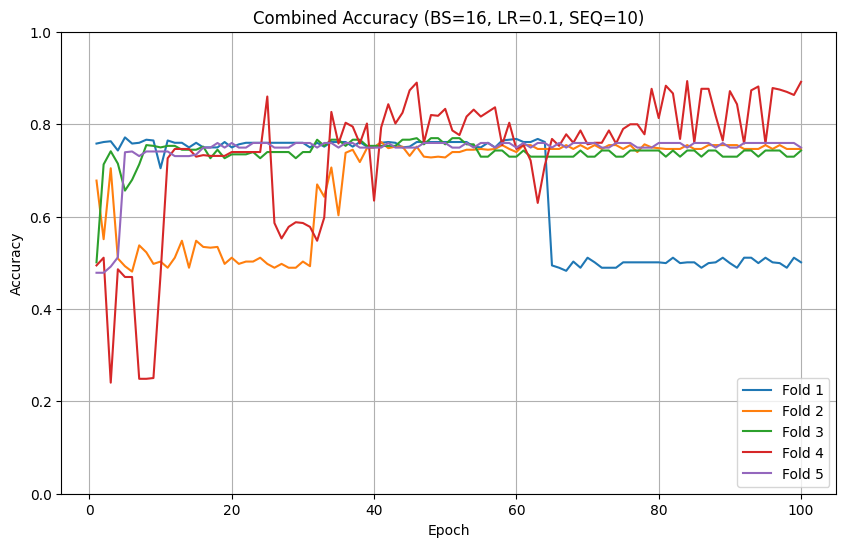 Combined Accuracy (BS=16, LR=0.1, SEQ=10)
1.0
0.8
0.6
0.4
0.2
0.0
Accuracy
0 20 40 60 80 100
Epoch
Fold 1
Fold 2
Fold 3
Fold 4
Fold 5